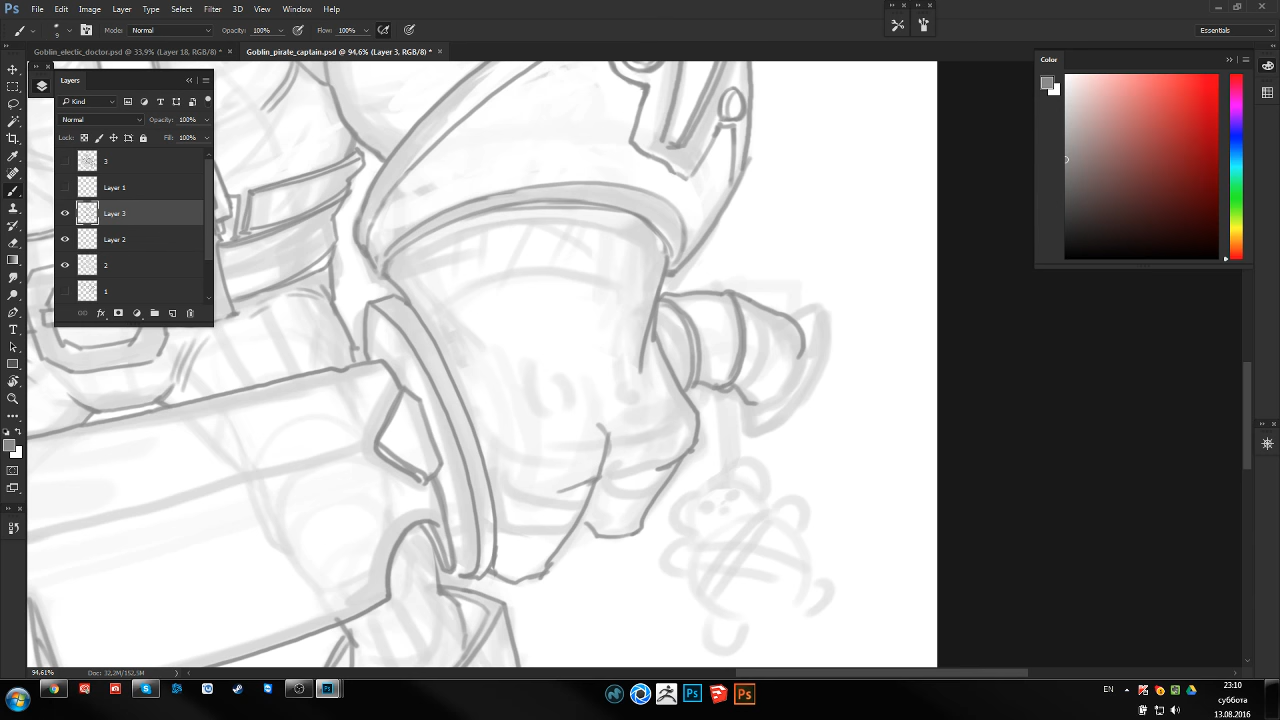 Ps File Edit Image Layer Type Select Filter 3D View Window Help
9 Mode: Normal Opacity: 100% Flow: 100% Essentials
Goblin_electic_doctor.psd @ 33.9% (Layer 18, RGB/8) * × Goblin_pirate_captain.psd @ 94.6% (Layer 3, RGB/8) * ×
Layers
Kind
Normal Opacity: 100%
Lock: Fill: 100%
3
Layer 1
Layer 3
Layer 2
2
1
fx
Color
94,61% Doc: 32,2M/152,5M
Ps Ps
EN 23:10
суббота
13.08.2016